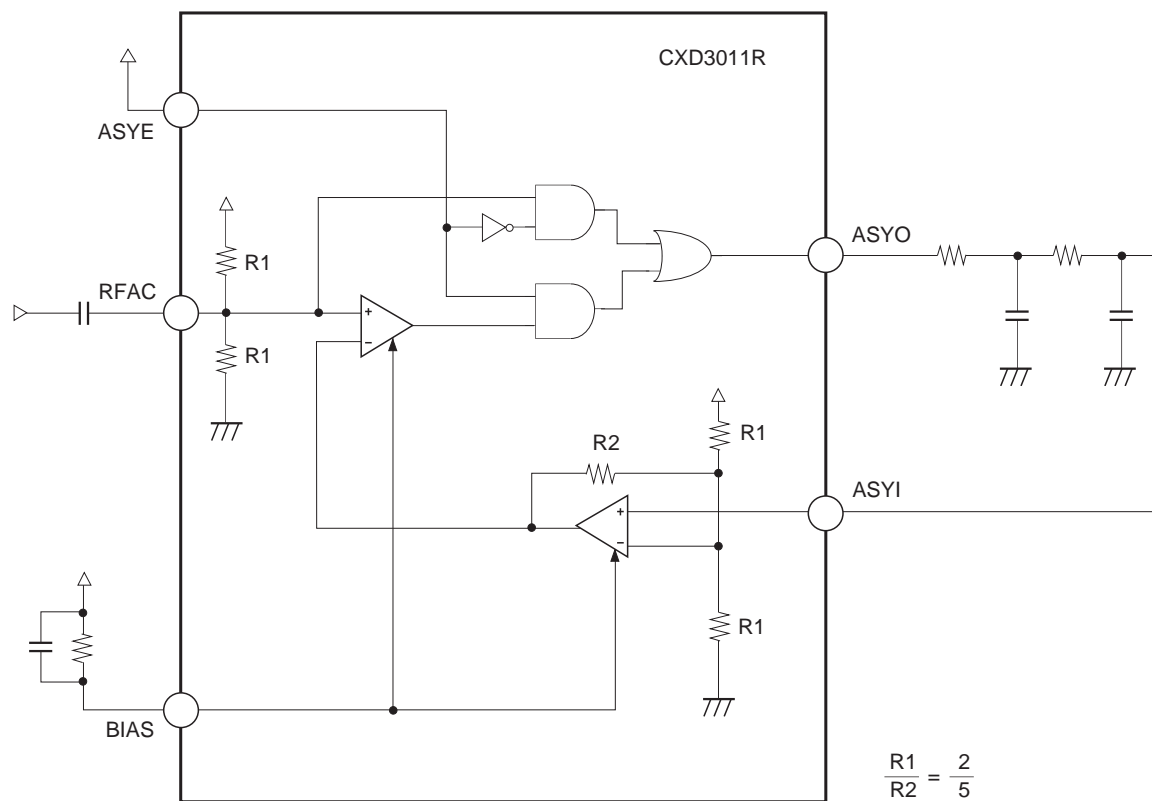 CXD3011R
ASYE
R1
RFAC
R1
ASYO
+
−
R1
R2
ASYI
+
−
R1
BIAS
R1
R2
=
2
5